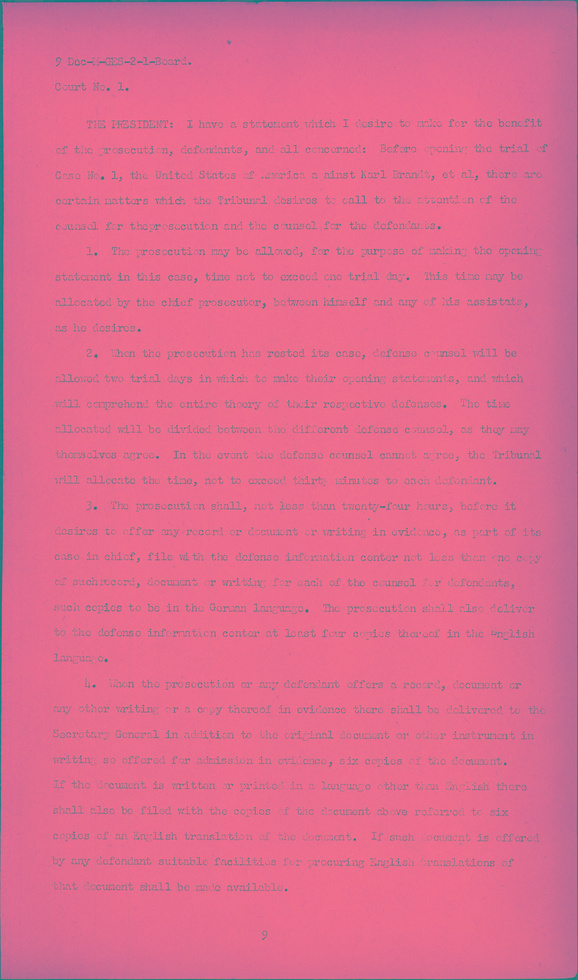 9 Dec-M-GES-2-1-Beard.
Court No. 1.
THE PRESIDENT: I have a statement which I desire to make for the benefit
of the prosecution, defendants, and all concerned: Before opening the trial of
Case No. 1, the United States of America against Karl Brandt, et al, there are
certain matters which the Tribunal desires to call to the attention of the
counsel for theprosecution and the counsel for the defendants.
1. The prosecution may be allowed, for the purpose of making the opening
statement in this case, time not to exceed one trial day. This time may be
allocated by the chief prosecutor, between himself and any of his assistats,
as he desires.
2. When the prosecution has rested its case, defense counsel will be
allowed two trial days in which to make their opening statements, and which
will comprehend the entire theory of their respective defenses. The time
allocated will be divided between the different defense counsel, as they may
themselves agree. In the event the defense counsel cannot agree, the Tribunal
will allocate the time, not to exceed thirty minutes to each defendant.
3. The prosecution shall, not less than twenty-four hours, before it
desires to offer any record or document or writing in evidence, as part of its
case in chief, file with the defense information center not less than one copy
of such record, document or writing for each of the counsel for defendants,
such copies to be in the German language. The prosecution shall also deliver
to the defense information center at least four copies thereof in the English
language.
4. When the prosecution or any defendant offers a record, document or
any other writing or a copy thereof in evidence there shall be delivered to the
Secretary General in addition to the original document or other instrument in
writing so offered for admission in evidence, six copies of the document.
If the document is written or printed in a language other than English there
shall also be filed with the copies of the document above referred to six
copies of an English translation of the document. If such document is offered
by any defendant suitable facilities for procuring English translations of
that document shall be made available.
9